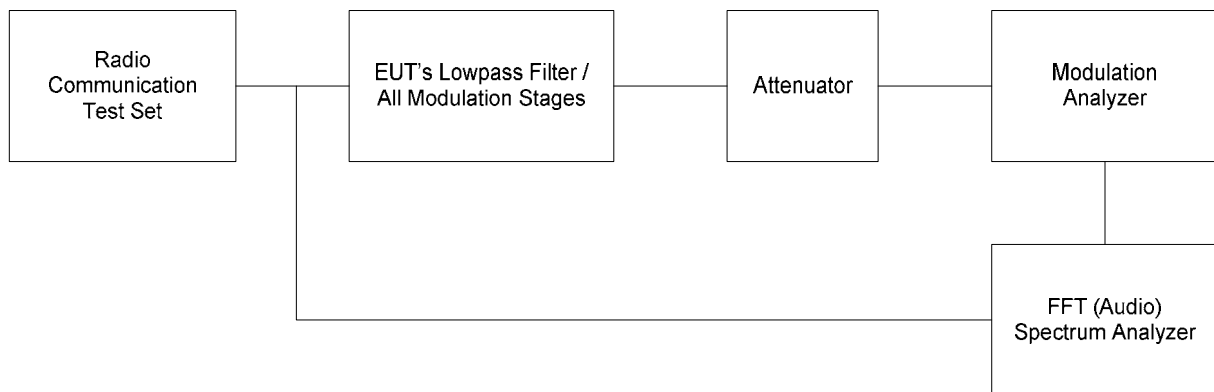 Radio
Communication
Test Set
EUT's Lowpass Filter /
All Modulation Stages
Attenuator
Modulation
Analyzer
FFT (Audio)
Spectrum Analyzer